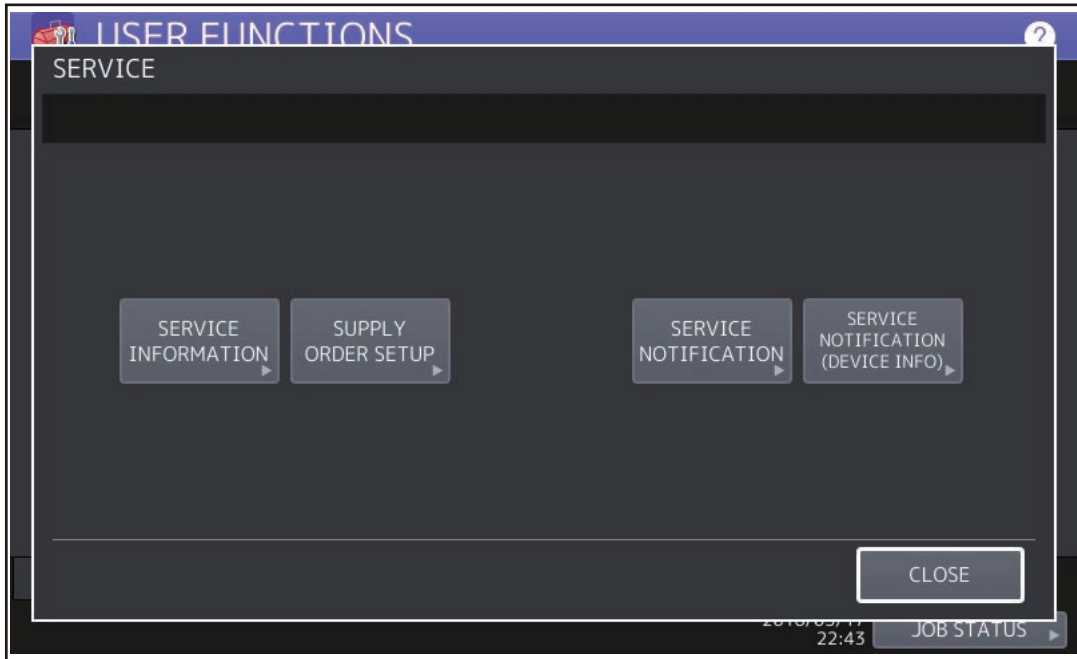 USER FUNCTIONS
?
SERVICE
SERVICE
INFORMATION
SUPPLY
ORDER SETUP
SERVICE
NOTIFICATION
SERVICE
NOTIFICATION
(DEVICE INFO)
CLOSE
22:43
JOB STATUS